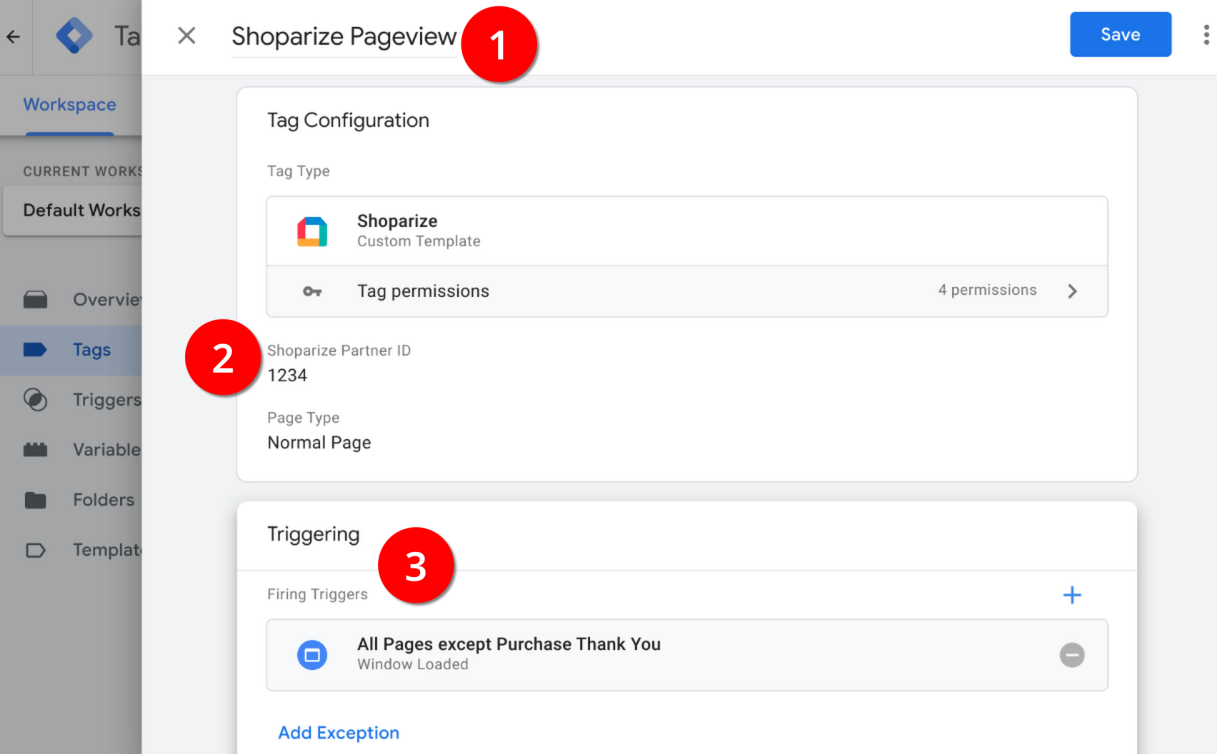 Ta
Shoparize Pageview
1
Save
Workspace
CURRENT WORKS
Default Works
Overvie
Tags
Triggers
Variable
Folders
Templat
Tag Configuration
Tag Type
Shoparize
Custom Template
Tag permissions
4 permissions
2
Shoparize Partner ID
1234
Page Type
Normal Page
Triggering
3
Firing Triggers
All Pages except Purchase Thank You
Window Loaded
Add Exception